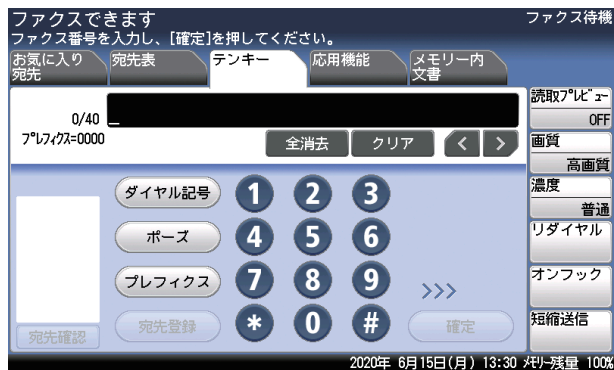 ファクスできます
ファクス待機
ファクス番号を入力し、[確定]を押してください。
お気に入り
宛先
宛先表
テンキー
応用機能
メモリー内
文書
0/40 _
ﾌﾟﾚﾌｨｸｽ=0000
全消去
クリア
<
>
読取ﾌﾟﾚﾋﾞｭｰ
OFF
画質
高画質
濃度
普通
リダイヤル
オンフック
短縮送信
ダイヤル記号
1 2 3
ポーズ
4 5 6
プレフィクス
7 8 9
>>>
宛先確認
宛先登録
* 0 #
確定
2020年 6月15日(月) 13:30 ﾒﾓﾘｰ残量 100%